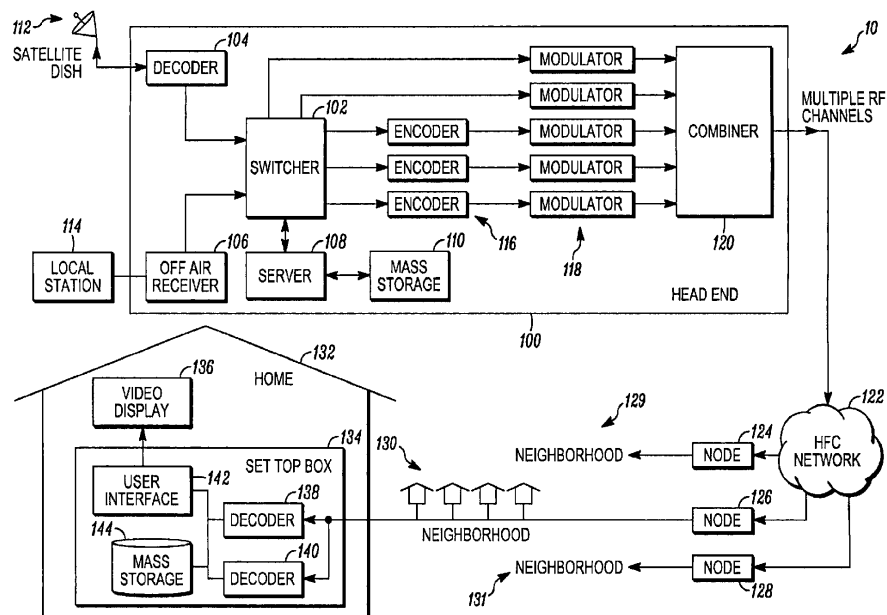 112
SATELLITE
DISH
104
DECODER
10
MODULATOR
MODULATOR
102
SWITCHER
ENCODER
MODULATOR
ENCODER
MODULATOR
ENCODER
MODULATOR
COMBINER
MULTIPLE RF
CHANNELS
116
118
120
114
LOCAL
STATION
106
OFF AIR
RECEIVER
108
SERVER
110
MASS
STORAGE
HEAD END
100
132
HOME
136
VIDEO
DISPLAY
134
SET TOP BOX
USER
INTERFACE
142
138
DECODER
144
MASS
STORAGE
140
DECODER
130
NEIGHBORHOOD
129
NEIGHBORHOOD
124
NODE
122
HFC
NETWORK
126
NODE
131
NEIGHBORHOOD
NODE
128